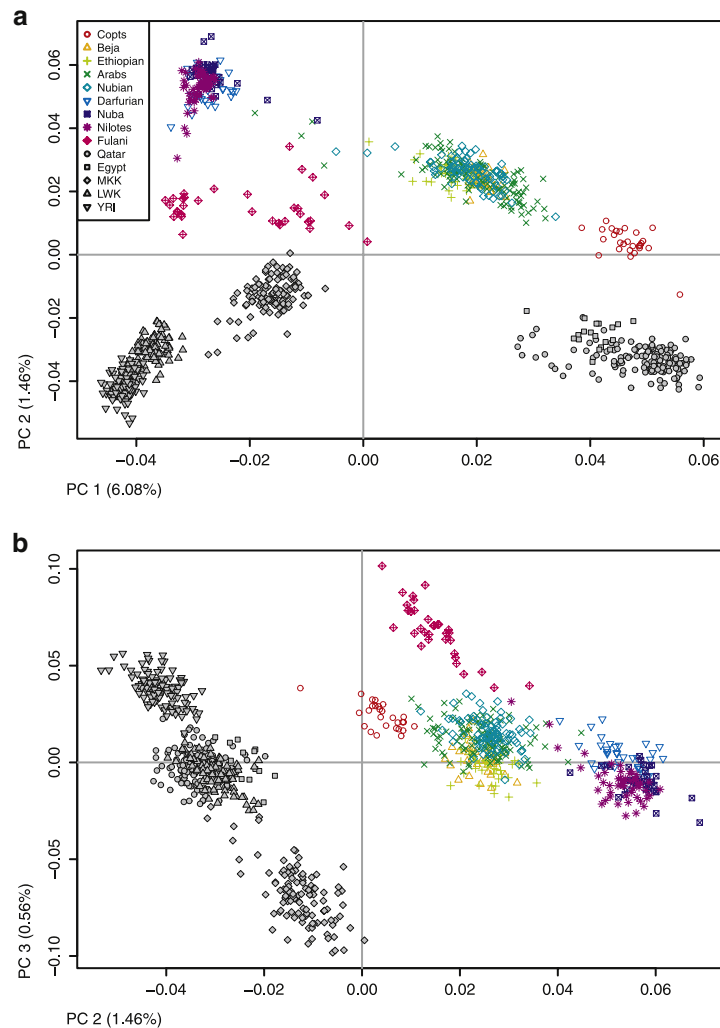 a
Copts
Beja
Ethiopian
Arabs
Nubian
Darfurian
Nuba
Nilotes
Fulani
Qatar
Egypt
MKK
LWK
YRI
0.06
0.04
0.02
0.00
−0.02
−0.04
PC 2 (1.46%)
−0.04
−0.02
0.00
0.02
0.04
0.06
PC 1 (6.08%)
b
0.10
0.05
0.00
−0.05
−0.10
PC 3 (0.56%)
−0.04
−0.02
0.00
0.02
0.04
0.06
PC 2 (1.46%)